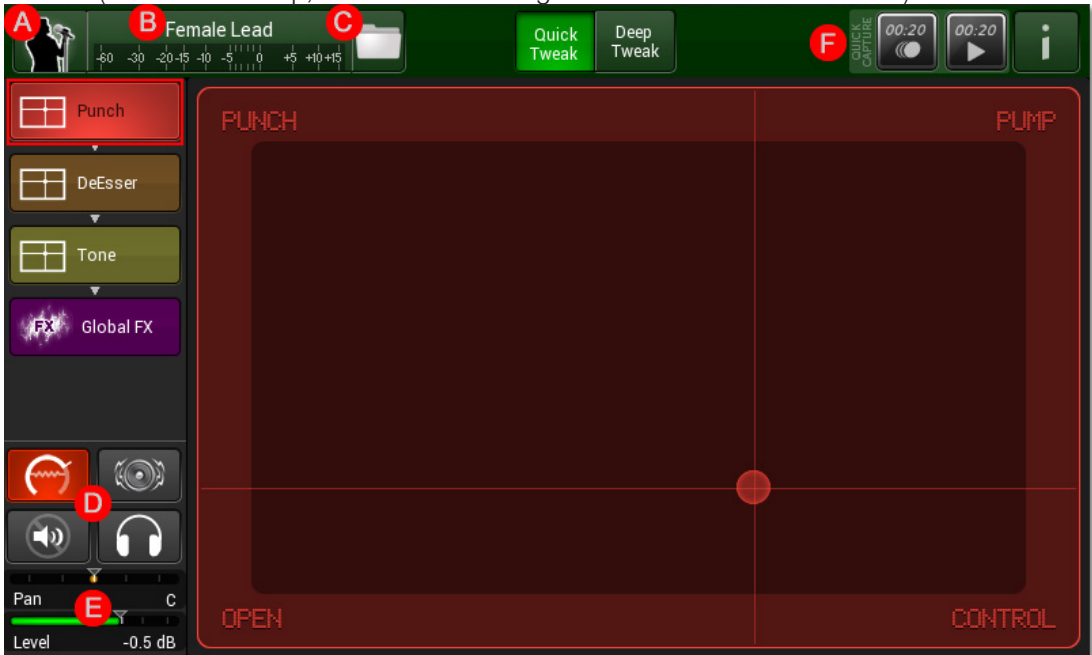 A
B
Female Lead
C
-60 -30 -20 -15 -10 -5 0 +5 +10 +15
Quick
Tweak
Deep
Tweak
F
QUICK
CAPTURE
00:20
00:20
i
Punch
DeEsser
Tone
FX
Global FX
D
Pan
C
E
Level
-0.5 dB
PUNCH
PUMP
OPEN
CONTROL